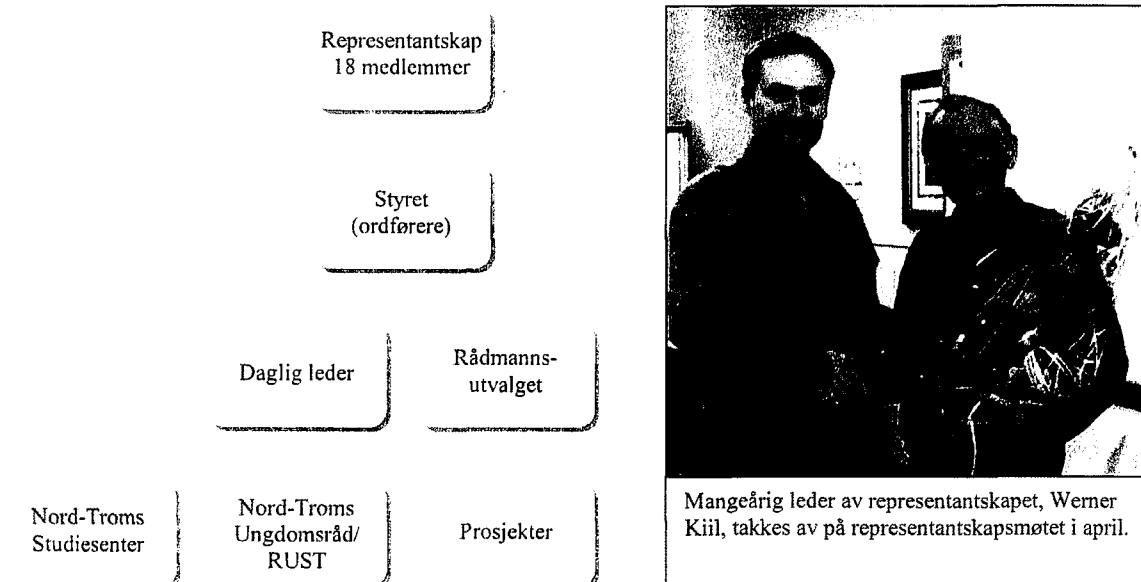 Representantskap
18 medlemmer
Styret
(ordførere)
Daglig leder
Rådmanns-
utvalget
Nord-Troms
Studiesenter
Nord-Troms
Ungdomsråd/
RUST
Prosjekter
Mangeårig leder av representantskapet, Werner
Kiil, takkes av på representantskapsmøtet i april.